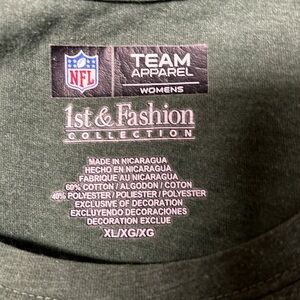 NFL
TEAM
APPAREL
WOMENS
1st & Fashion
COLLECTION
MADE IN NICARAGUA
HECHO EN NICARAGUA
FABRIQUE AU NICARAGUA
60% COTTON / ALGODON / COTON
40% POLYESTER / POLIESTER / POLYESTER
EXCLUSIVE OF DECORATION
EXCLUYENDO DECORACIONES
DECORATION EXCLUE
XL/XG/XG